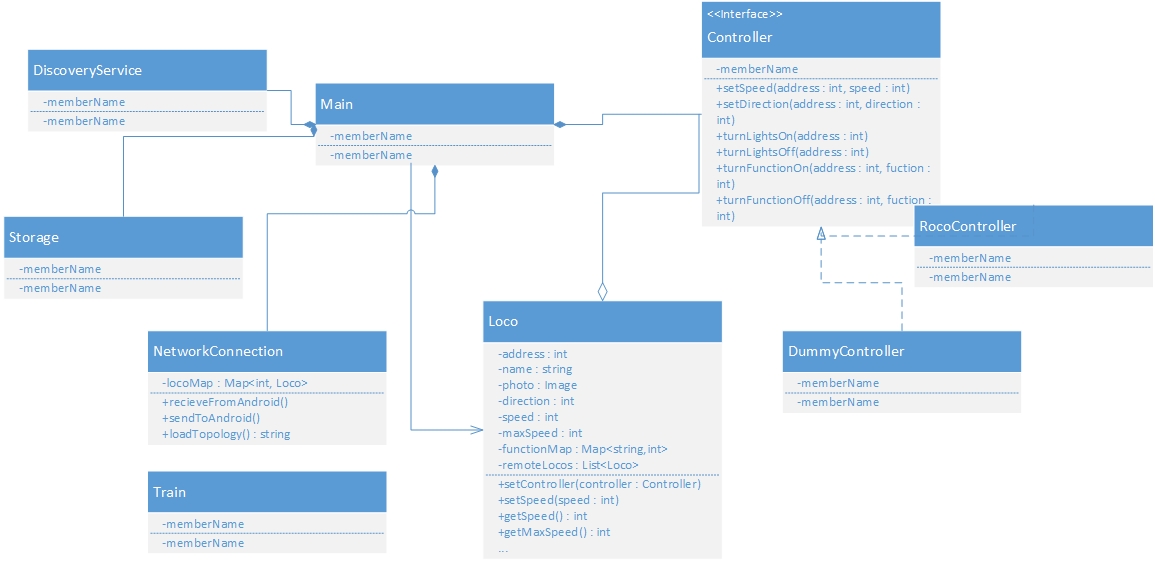 <<Interface>>
Controller
-memberName
+setSpeed(address : int, speed : int)
+setDirection(address : int, direction :
int)
+turnLightsOn(address : int)
+turnLightsOff(address : int)
+turnFunctionOn(address : int, fuction :
int)
+turnFunctionOff(address : int, fuction :
int)
DiscoveryService
-memberName
-memberName
Main
-memberName
-memberName
Storage
-memberName
-memberName
RocoController
-memberName
-memberName
NetworkConnection
-locoMap : Map<int, Loco>
+recieveFromAndroid()
+sendToAndroid()
+loadTopology() : string
Loco
-address : int
-name : string
-photo : Image
-direction : int
-speed : int
-maxSpeed : int
-functionMap : Map<string,int>
-remoteLocos : List<Loco>
+setController(controller : Controller)
+setSpeed(speed : int)
+getSpeed() : int
+getMaxSpeed() : int
...
DummyController
-memberName
-memberName
Train
-memberName
-memberName